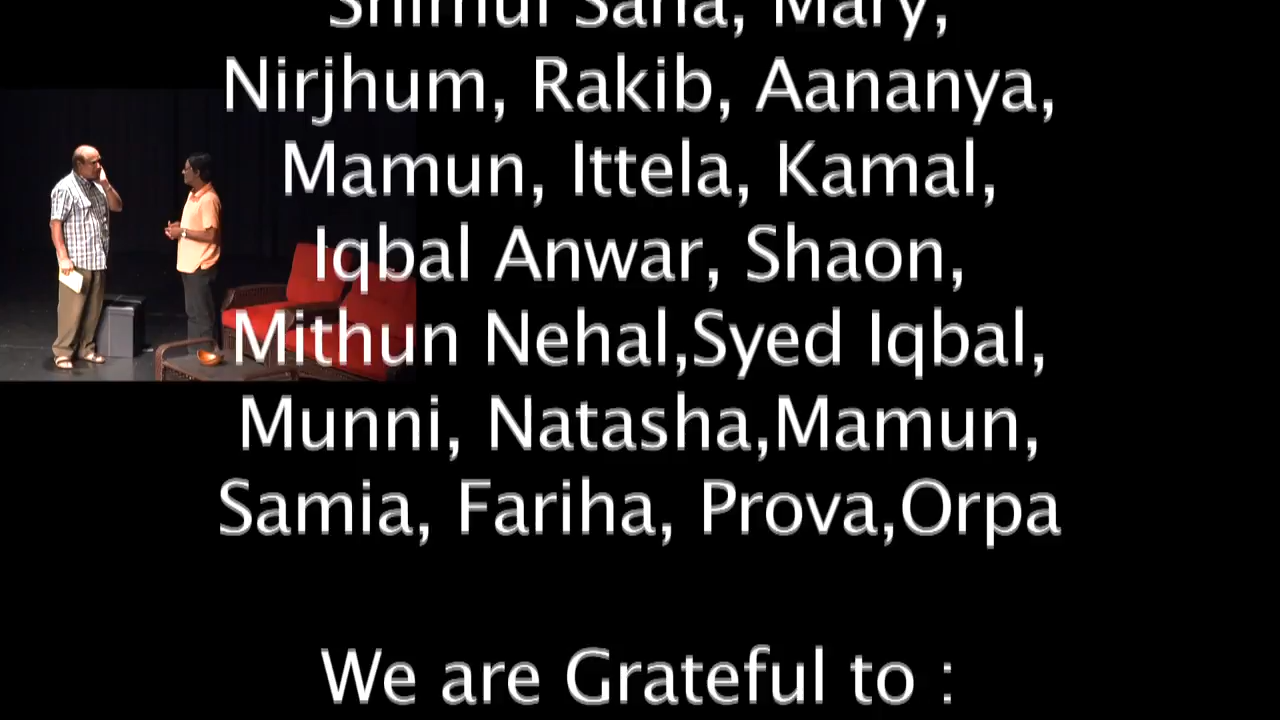 Mary,
Nirjhum, Rakib, Aananya,
Mamun, Ittela, Kamal,
Iqbal Anwar, Shaon,
Mithun Nehal,Syed Iqbal,
Munni, Natasha,Mamun,
Samia, Fariha, Prova,Orpa
We are Grateful to :